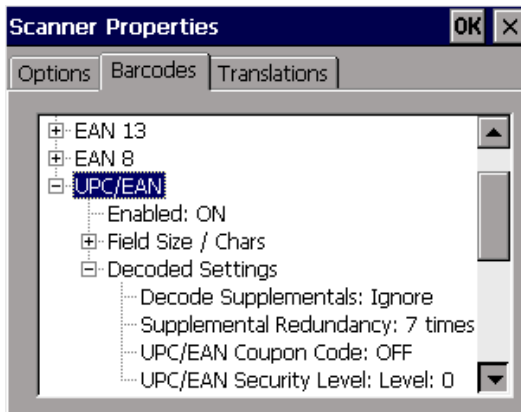 Scanner Properties OK ×
Options Barcodes Translations
EAN 13
EAN 8
UPC/EAN
Enabled: ON
Field Size / Chars
Decoded Settings
Decode Supplementals: Ignore
Supplemental Redundancy: 7 times
UPC/EAN Coupon Code: OFF
UPC/EAN Security Level: Level: 0